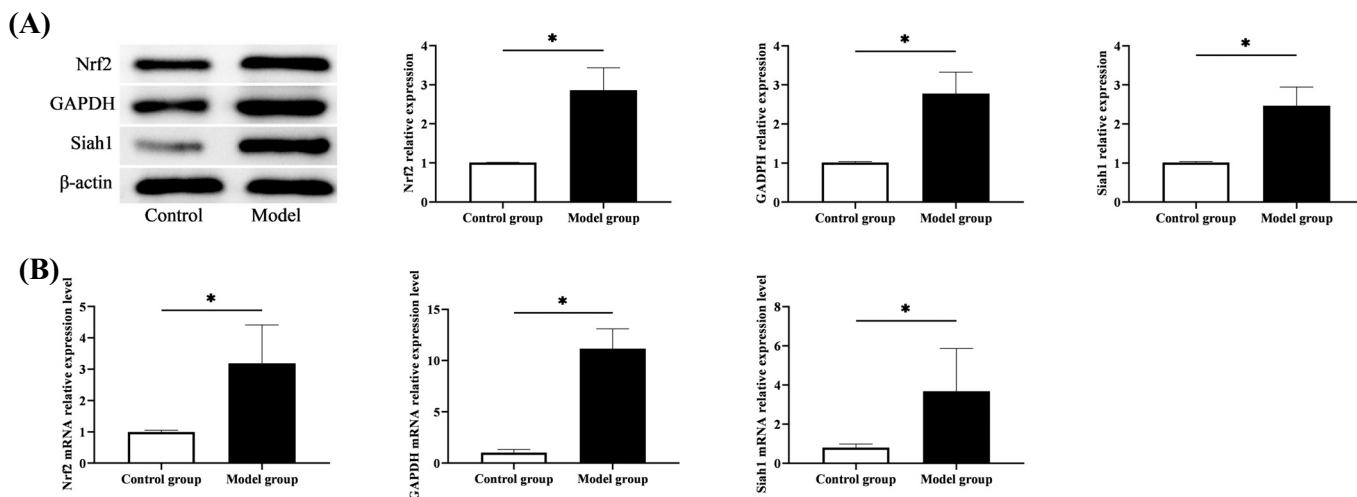 (A)
Nrf2
GAPDH
Siah1
β-actin
Control Model
Nrf2 relative expression
4
3
2
1
0
*
Control group Model group
GADPH relative expression
4
3
2
1
0
*
Control group Model group
Siah1 relative expression
4
3
2
1
0
*
Control group Model group
(B)
Nrf2 mRNA relative expression level
5
4
3
2
1
0
*
Control group Model group
GAPDH mRNA relative expression level
15
10
5
0
*
Control group Model group
Siah1 mRNA relative expression level
8
6
4
2
0
*
Control group Model group